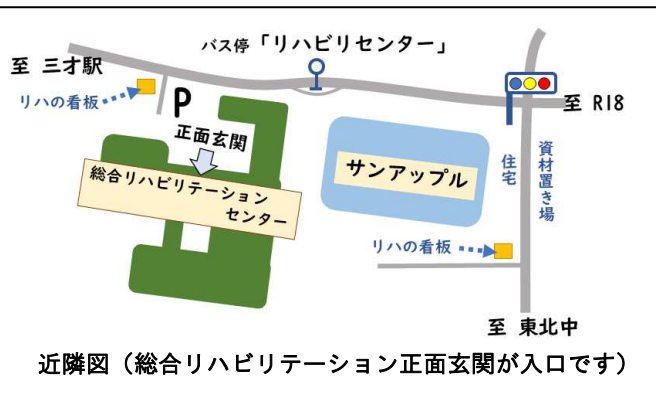 バス停「リハビリセンター」
至 三才駅
リハの看板
P
正面玄関
至 R18
総合リハビリテーション
センター
サンアップル
住宅
資材置き場
リハの看板
至 東北中
近隣図（総合リハビリテーション正面玄関が入口です）